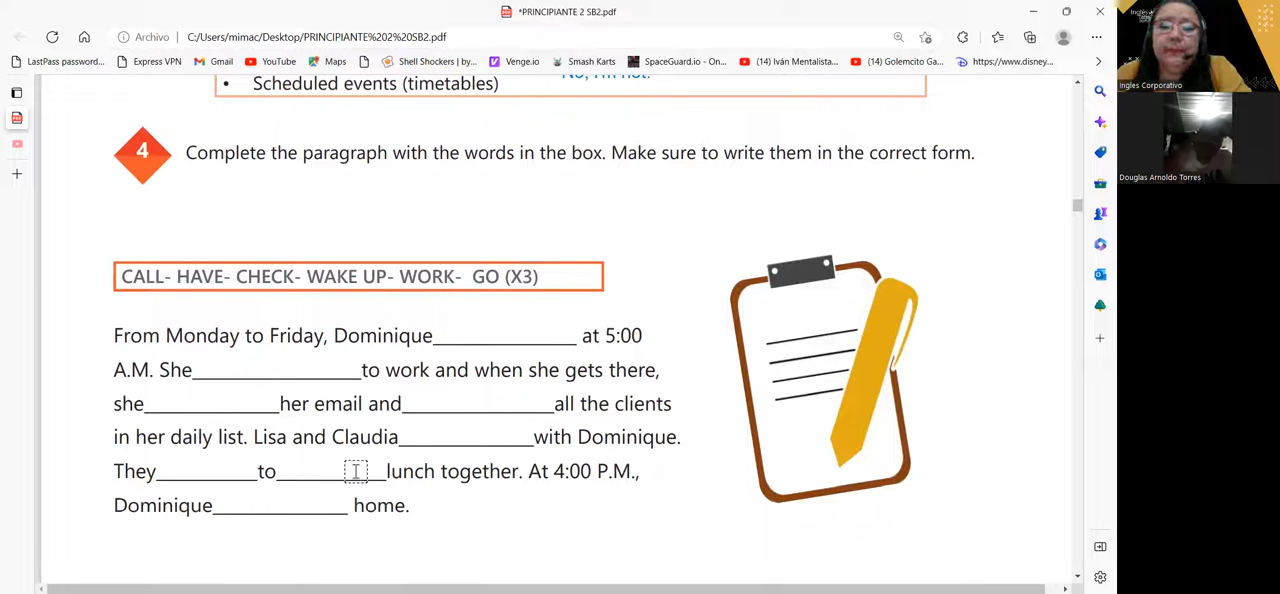 *PRINCIPIANTE 2 SB2.pdf
Archivo C:/Users/mimac/Desktop/PRINCIPIANTE%202%20SB2.pdf
LastPass password... Express VPN Gmail YouTube Maps Shell Shockers | by... Venge.io Smash Karts SpaceGuard.io - On... (14) Iván Mentalista... (14) Golemcito Ga... https://www.disney...
No, I'm not.
• Scheduled events (timetables)
4 Complete the paragraph with the words in the box. Make sure to write them in the correct form.
CALL- HAVE- CHECK- WAKE UP- WORK- GO (X3)
From Monday to Friday, Dominique______________ at 5:00
A.M. She_________________to work and when she gets there,
she______________her email and________________all the clients
in her daily list. Lisa and Claudia______________with Dominique.
They__________to___________lunch together. At 4:00 P.M.,
Dominique______________ home.
Ingles Corporativo
Douglas Arnoldo Torres